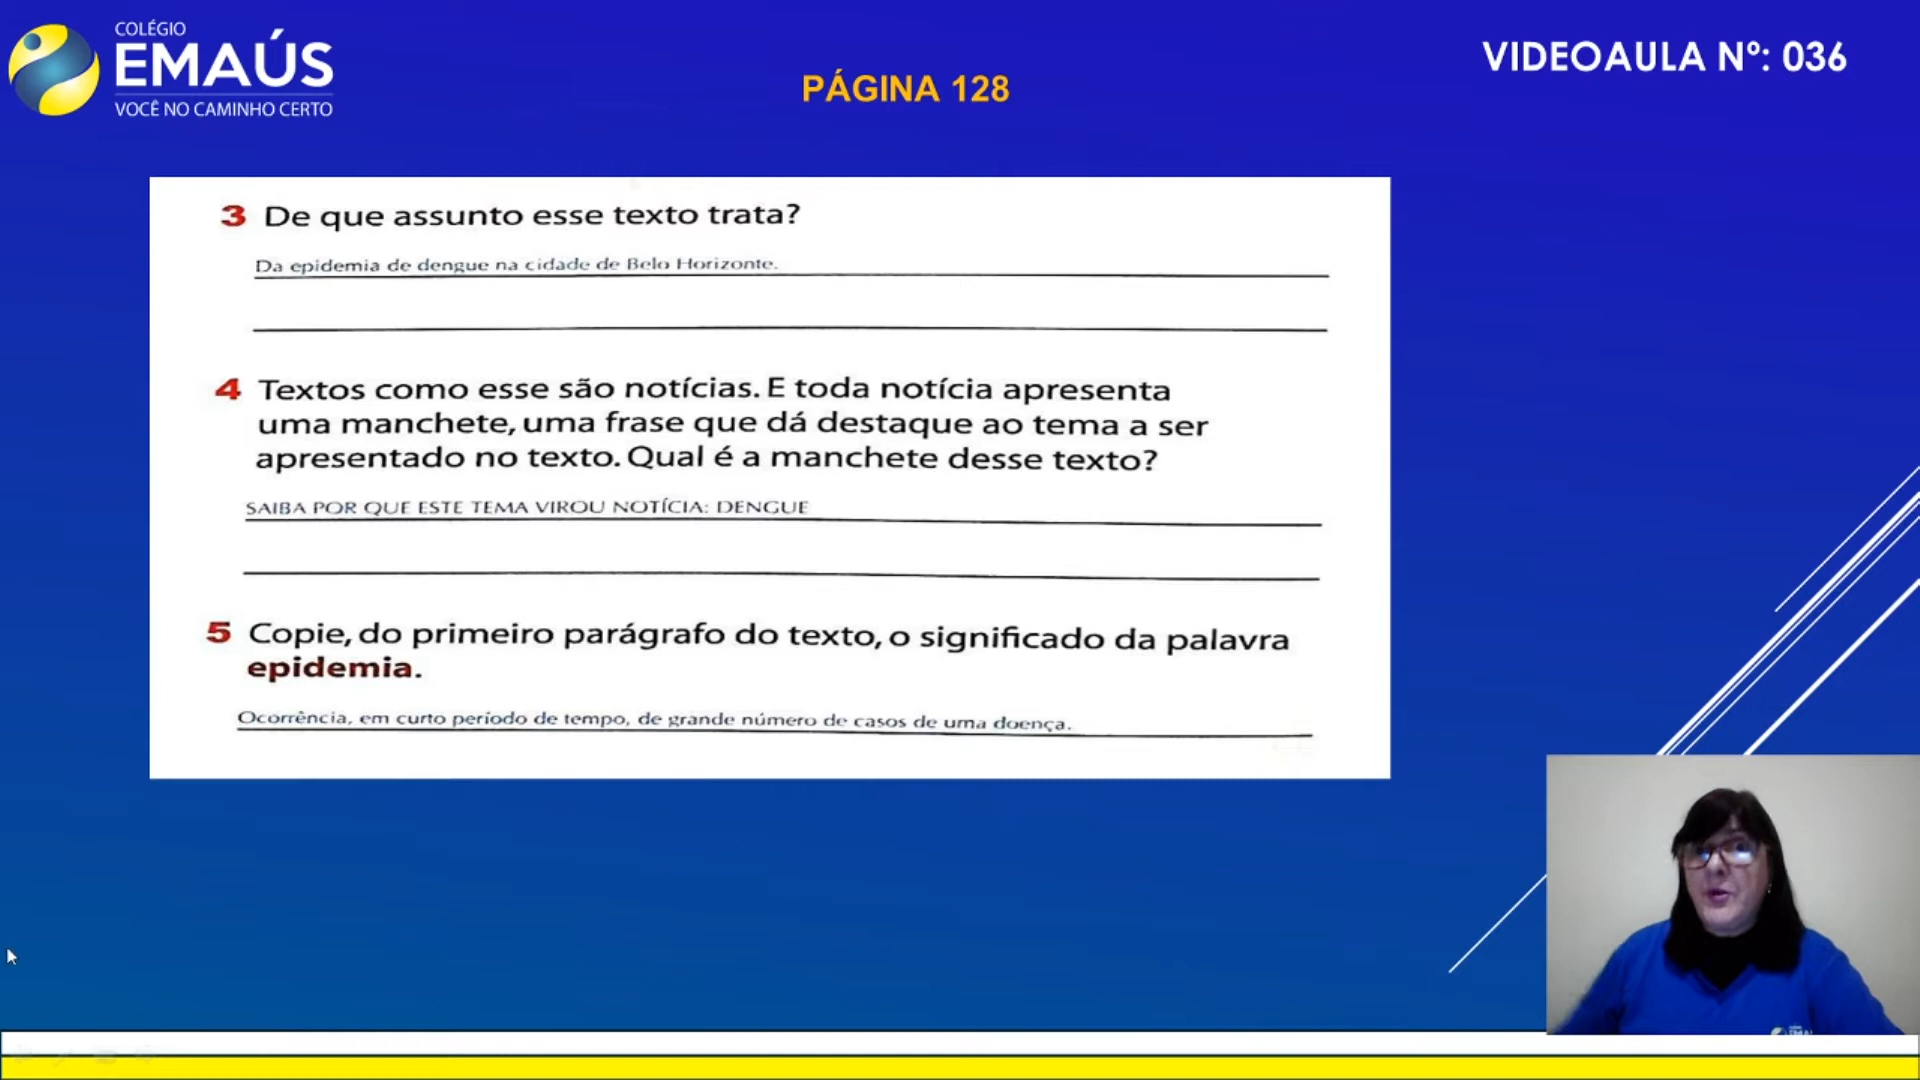 COLÉGIO
EMAÚS
VOCÊ NO CAMINHO CERTO
PÁGINA 128
VIDEOAULA Nº: 036
3 De que assunto esse texto trata?
Da epidemia de dengue na cidade de Belo Horizonte.
4 Textos como esse são notícias. E toda notícia apresenta
uma manchete, uma frase que dá destaque ao tema a ser
apresentado no texto. Qual é a manchete desse texto?
SAIBA POR QUE ESTE TEMA VIROU NOTÍCIA: DENGUE
5 Copie, do primeiro parágrafo do texto, o significado da palavra
epidemia.
Ocorrência, em curto período de tempo, de grande número de casos de uma doença.